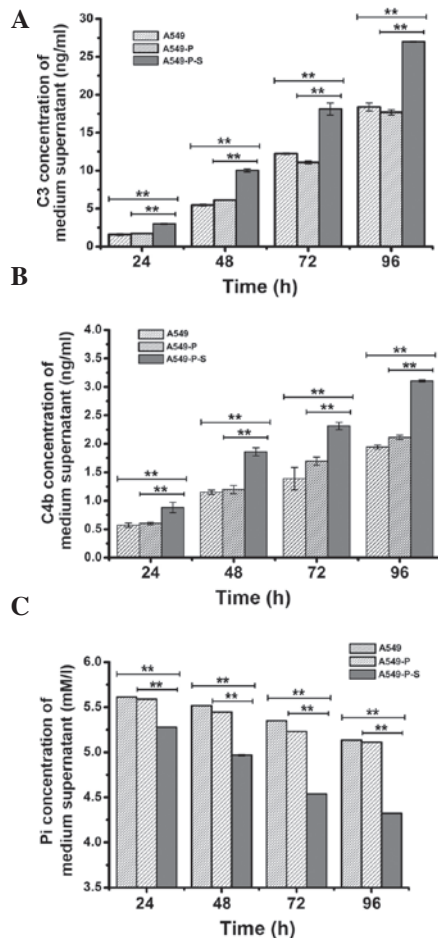 A
A549
A549-P
A549-P-S
C3 concentration of
medium supernatant (ng/ml)
30
25
20
15
10
5
0
**
**
**
**
**
**
**
**
24
48
72
96
Time (h)
B
A549
A549-P
A549-P-S
C4b concentration of
medium supernatant (ng/ml)
4.0
3.5
3.0
2.5
2.0
1.5
1.0
0.5
0.0
**
**
**
**
**
**
**
**
24
48
72
96
Time (h)
C
A549
A549-P
A549-P-S
Pi concentration of
medium supernatant (mM/l)
6.0
5.5
5.0
4.5
4.0
3.5
**
**
**
**
**
**
**
**
24
48
72
96
Time (h)